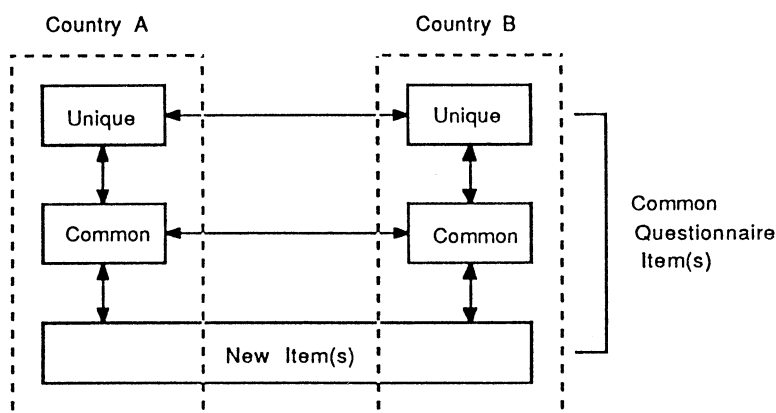 Country A
Country B
Unique
Unique
Common
Common
Common
Questionnaire
Item(s)
New Item(s)